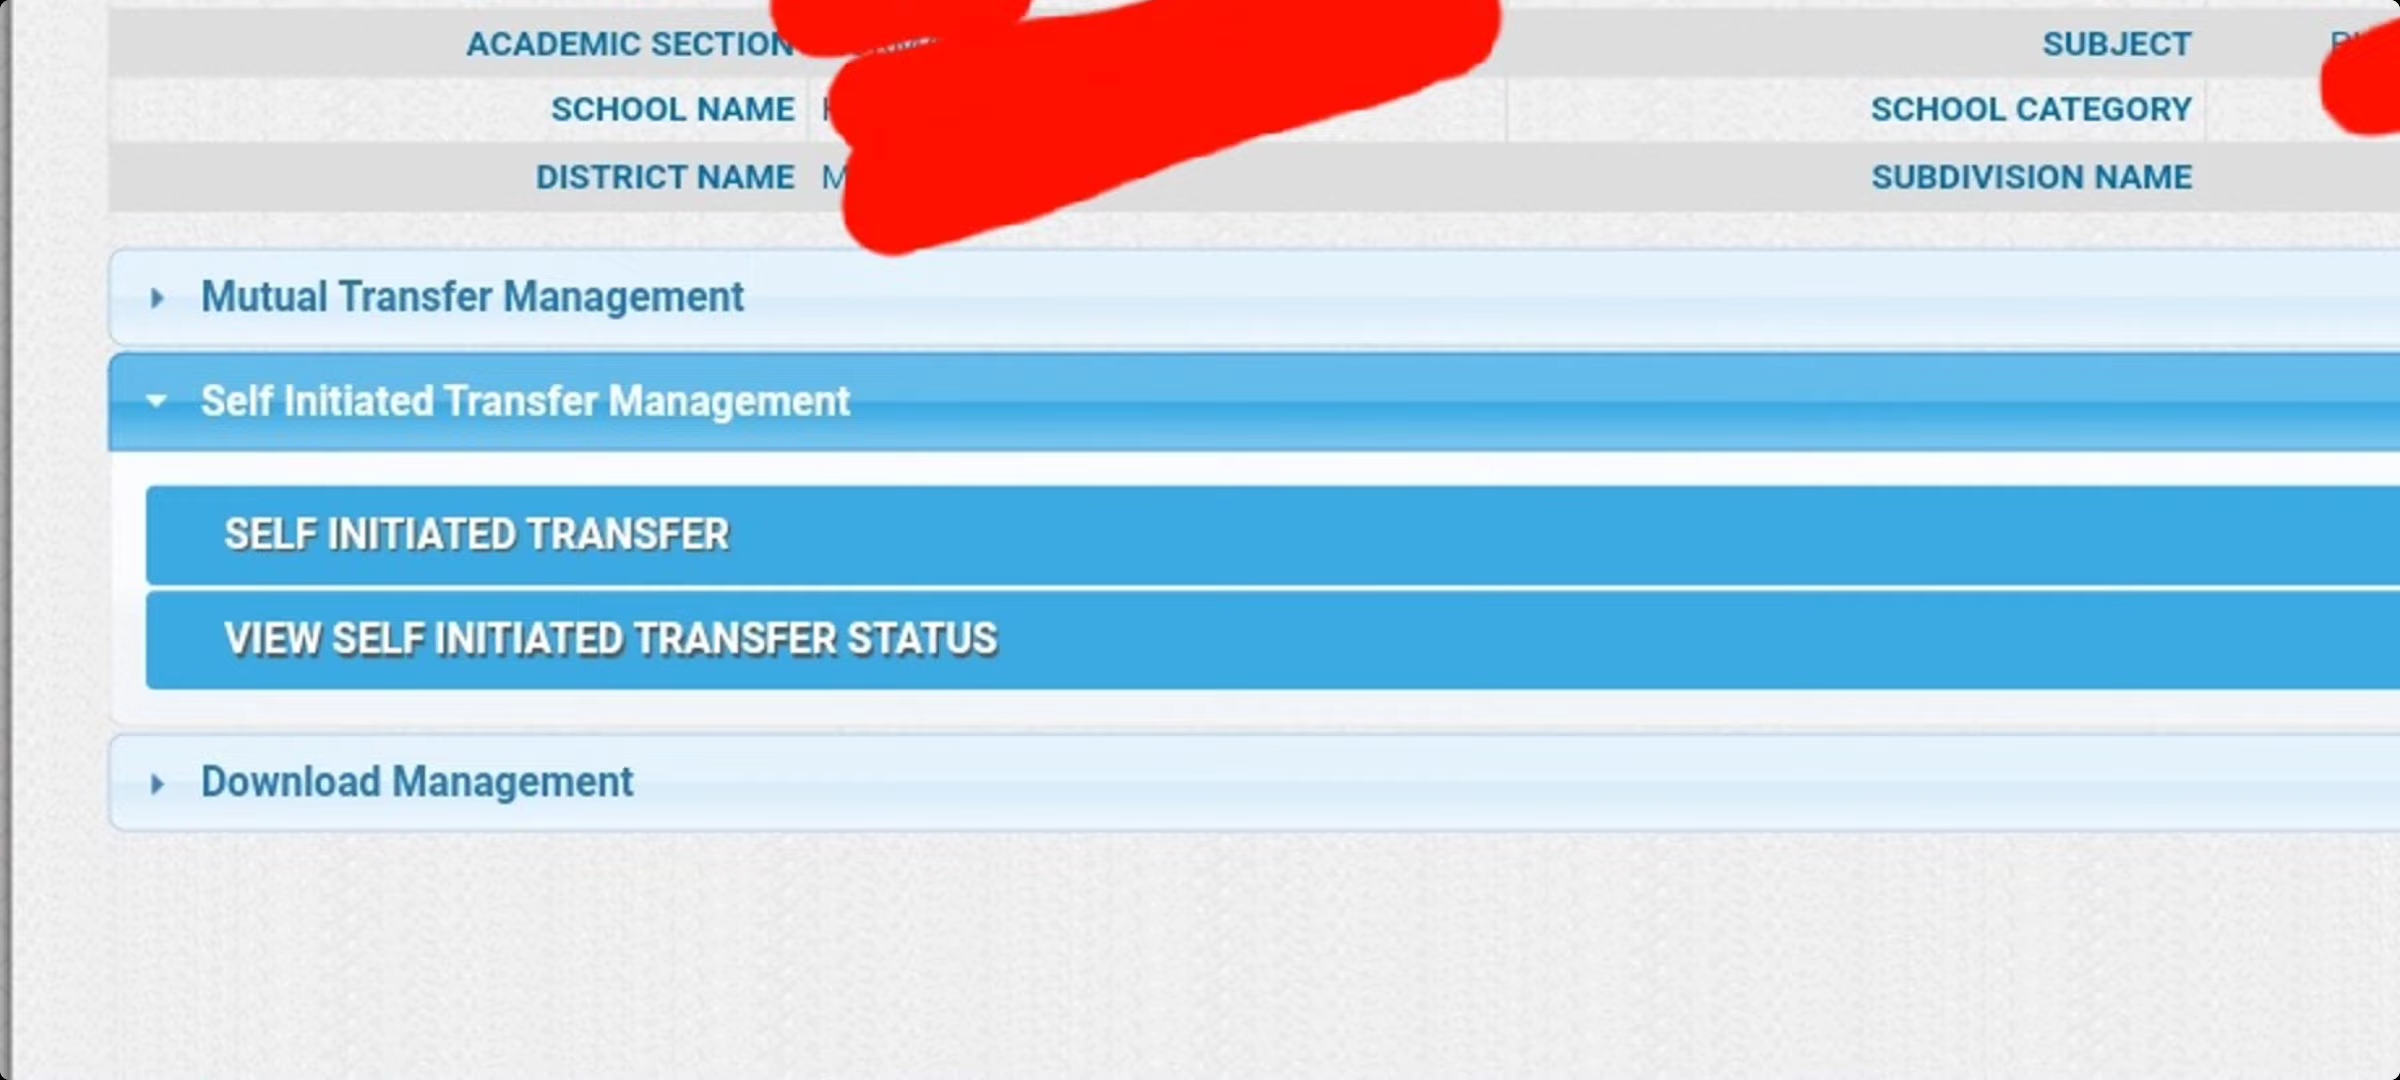 ACADEMIC SECTION
SUBJECT
SCHOOL NAME
SCHOOL CATEGORY
DISTRICT NAME
SUBDIVISION NAME
Mutual Transfer Management
Self Initiated Transfer Management
SELF INITIATED TRANSFER
VIEW SELF INITIATED TRANSFER STATUS
Download Management